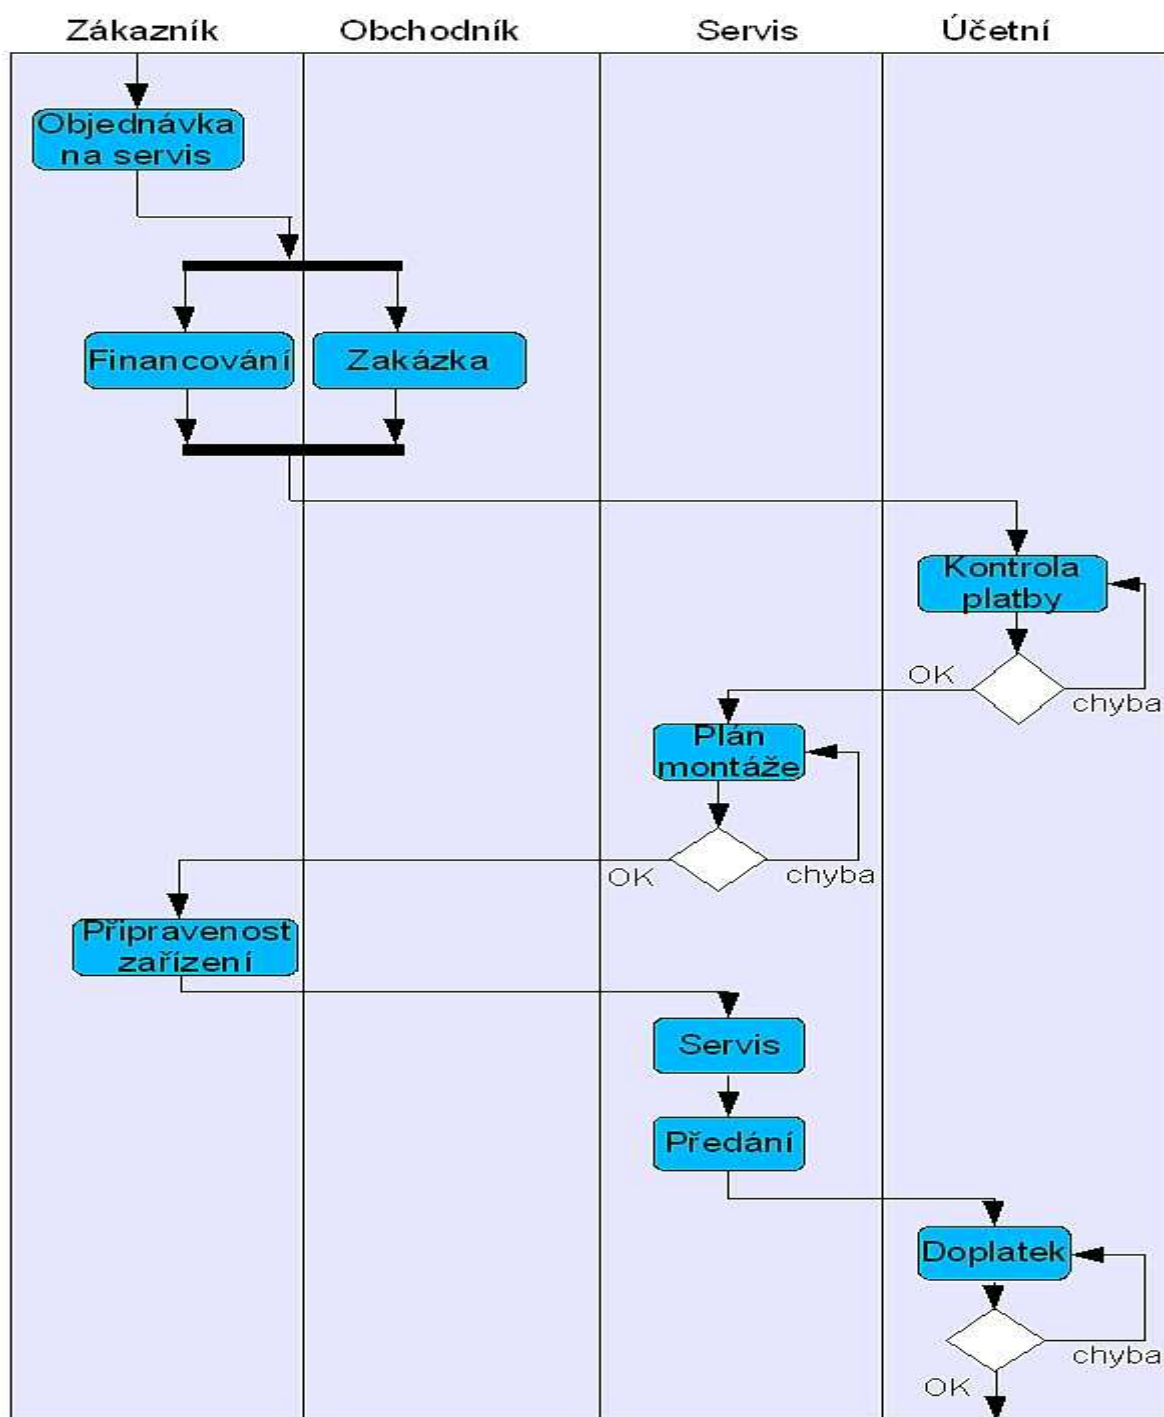 Zákazník
Obchodník
Servis
Účetní
Objednávka
na servis
Financování
Zakázka
Kontrola
platby
OK
chyba
Plán
montáže
OK
chyba
Připravenost
zařízení
Servis
Předání
Doplatek
chyba
OK